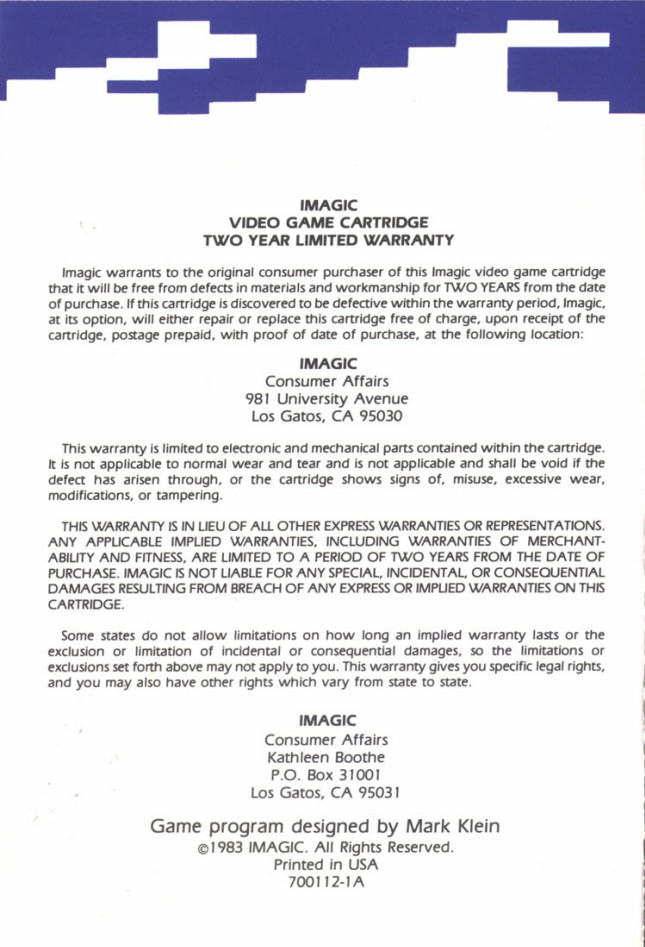 IMAGIC
VIDEO GAME CARTRIDGE
TWO YEAR LIMITED WARRANTY
Imagic warrants to the original consumer purchaser of this Imagic video game cartridge
that it will be free from defects in materials and workmanship for TWO YEARS from the date
of purchase. If this cartridge is discovered to be defective within the warranty period, Imagic,
at its option, will either repair or replace this cartridge free of charge, upon receipt of the
cartridge, postage prepaid, with proof of date of purchase, at the following location:
IMAGIC
Consumer Affairs
981 University Avenue
Los Gatos, CA 95030
This warranty is limited to electronic and mechanical parts contained within the cartridge.
It is not applicable to normal wear and tear and is not applicable and shall be void if the
defect has arisen through, or the cartridge shows signs of, misuse, excessive wear,
modifications, or tampering.
THIS WARRANTY IS IN LIEU OF ALL OTHER EXPRESS WARRANTIES OR REPRESENTATIONS.
ANY APPLICABLE IMPLIED WARRANTIES, INCLUDING WARRANTIES OF MERCHANT-
ABILITY AND FITNESS, ARE LIMITED TO A PERIOD OF TWO YEARS FROM THE DATE OF
PURCHASE. IMAGIC IS NOT LIABLE FOR ANY SPECIAL, INCIDENTAL, OR CONSEQUENTIAL
DAMAGES RESULTING FROM BREACH OF ANY EXPRESS OR IMPLIED WARRANTIES ON THIS
CARTRIDGE.
Some states do not allow limitations on how long an implied warranty lasts or the
exclusion or limitation of incidental or consequential damages, so the limitations or
exclusions set forth above may not apply to you. This warranty gives you specific legal rights,
and you may also have other rights which vary from state to state.
IMAGIC
Consumer Affairs
Kathleen Boothe
P.O. Box 31001
Los Gatos, CA 95031
Game program designed by Mark Klein
©1983 IMAGIC. All Rights Reserved.
Printed in USA
700112-1A